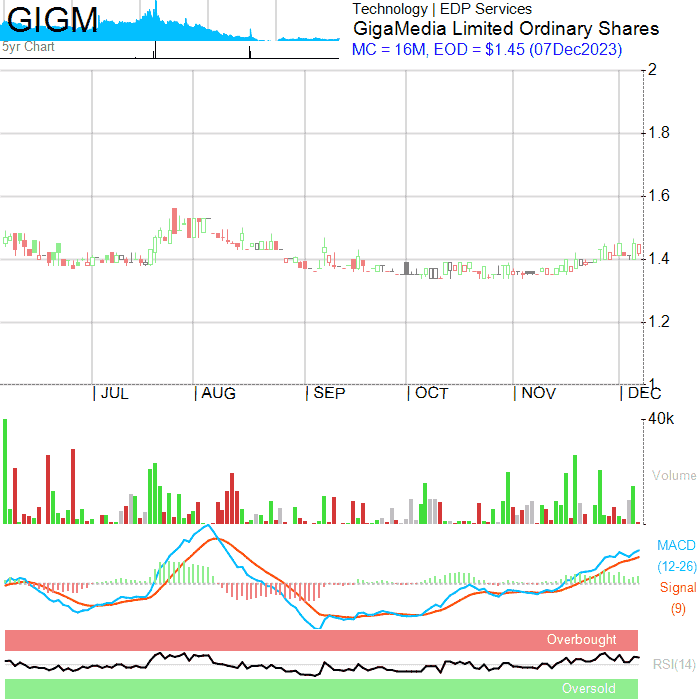 GIGM
5yr Chart
Technology | EDP Services
GigaMedia Limited Ordinary Shares
MC = 16M, EOD = $1.45 (07Dec2023)
2
1.8
1.6
1.4
1.2
1
| JUL | AUG | SEP | OCT | NOV | DEC
40k
Volume
MACD
(12-26)
Signal
(9)
Overbought
RSI(14)
Oversold